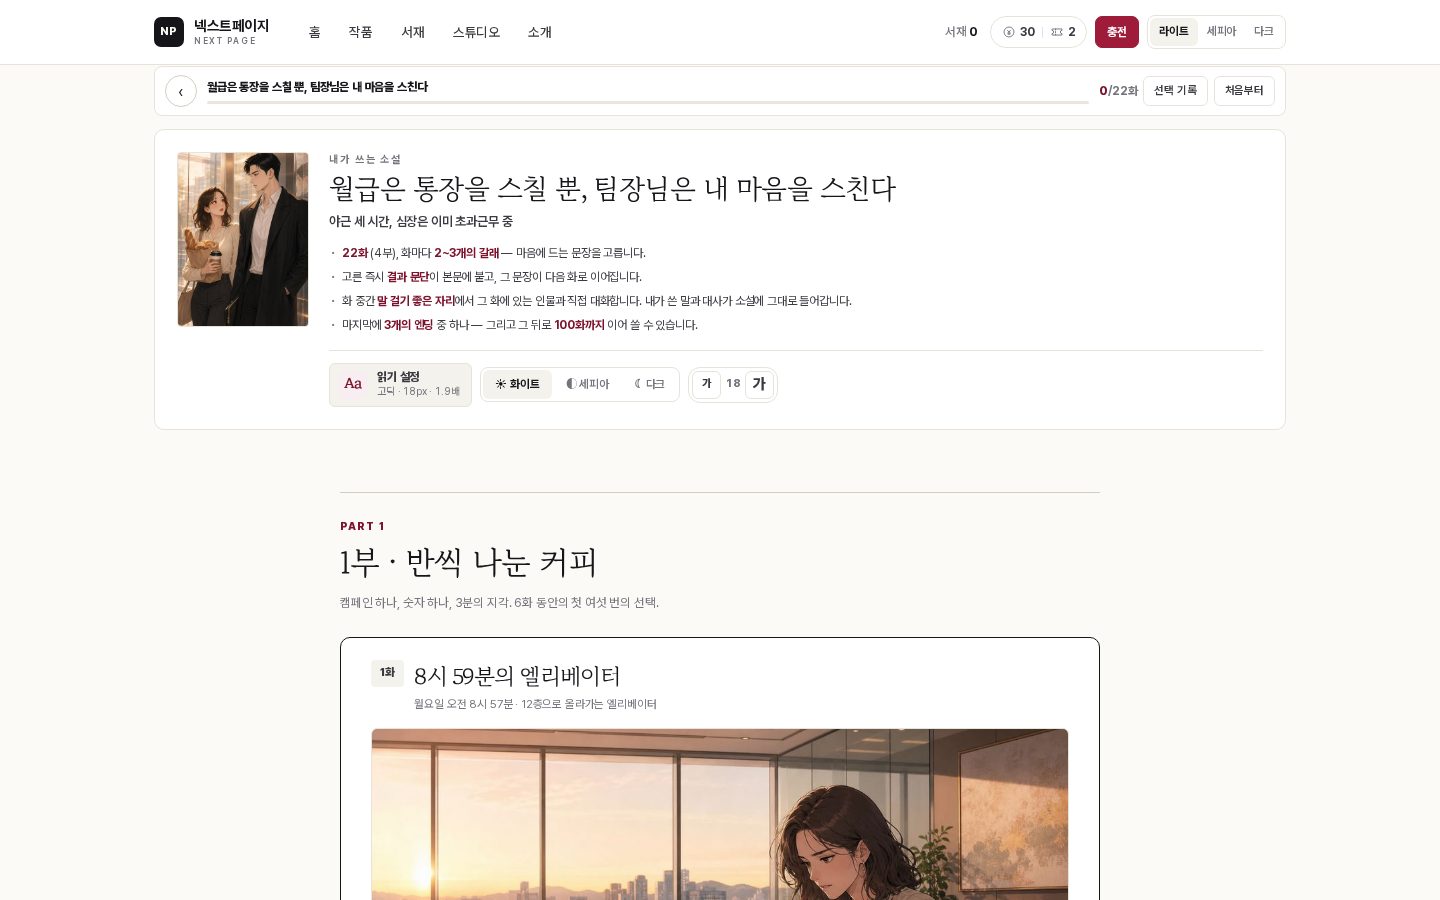 NP 넥스트페이지 NEXT PAGE 홈 작품 서재 스튜디오 소개 서재 0 30 2 충전 라이트 세피아 다크
‹ 월급은 통장을 스칠 뿐, 팀장님은 내 마음을 스친다 0/22화 선택 기록 처음부터
내가 쓰는 소설
월급은 통장을 스칠 뿐, 팀장님은 내 마음을 스친다
야근 세 시간, 심장은 이미 초과근무 중
· 22화 (4부), 화마다 2~3개의 갈래 — 마음에 드는 문장을 고릅니다.
· 고른 즉시 결과 문단이 본문에 붙고, 그 문장이 다음 화로 이어집니다.
· 화 중간 말 걸기 좋은 자리에서 그 화에 있는 인물과 직접 대화합니다. 내가 쓴 말과 대사가 소설에 그대로 들어갑니다.
· 마지막에 3개의 엔딩 중 하나 — 그리고 그 뒤로 100화까지 이어 쓸 수 있습니다.
Aa 읽기 설정 고딕 · 18px · 1.9배 ☀ 화이트 ◐ 세피아 ☾ 다크 가 18 가
PART 1
1부 · 반씩 나눈 커피
캠페인 하나, 숫자 하나, 3분의 지각. 6화 동안의 첫 여섯 번의 선택.
1화 8시 59분의 엘리베이터
월요일 오전 8시 57분 · 12층으로 올라가는 엘리베이터